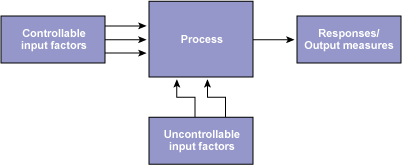 Controllable
input factors
Process
Responses/
Output measures
Uncontrollable
input factors